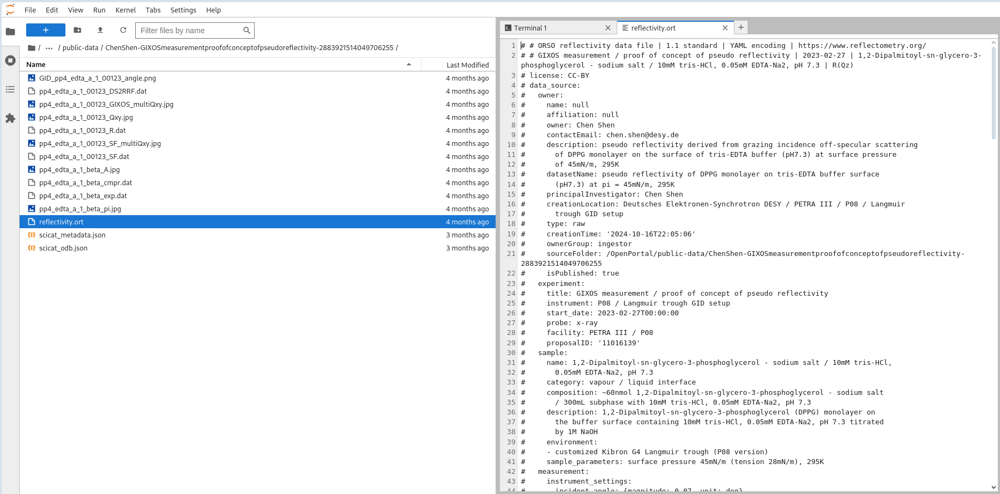 File Edit View Run Kernel Tabs Settings Help
+
Filter files by name
/ ... / public-data / ChenShen-GIXOSmeasurementproofofconceptofpseudoreflectivity-2883921514049706255 /
Name Last Modified
GID_pp4_edta_a_1_00123_angle.png 4 months ago
pp4_edta_a_1_00123_DS2RRF.dat 4 months ago
pp4_edta_a_1_00123_GIXOS_multiQxy.jpg 4 months ago
pp4_edta_a_1_00123_Qxy.jpg 4 months ago
pp4_edta_a_1_00123_R.dat 4 months ago
pp4_edta_a_1_00123_SF_multiQxy.jpg 4 months ago
pp4_edta_a_1_00123_SF.dat 4 months ago
pp4_edta_a_1_beta_A.jpg 4 months ago
pp4_edta_a_1_beta_cmpr.dat 4 months ago
pp4_edta_a_1_beta_exp.dat 4 months ago
pp4_edta_a_1_beta_pi.jpg 4 months ago
reflectivity.ort 4 months ago
scicat_metadata.json 3 months ago
scicat_odb.json 3 months ago
Terminal 1 reflectivity.ort +
1 # # ORSO reflectivity data file | 1.1 standard | YAML encoding | https://www.reflectometry.org/
2 # # GIXOS measurement / proof of concept of pseudo reflectivity | 2023-02-27 | 1,2-Dipalmitoyl-sn-glycero-3-
phosphoglycerol - sodium salt / 10mM tris-HCl, 0.05mM EDTA-Na2, pH 7.3 | R(Qz)
3 # license: CC-BY
4 # data_source:
5 #   owner:
6 #     name: null
7 #     affiliation: null
8 #     owner: Chen Shen
9 #     contactEmail: chen.shen@desy.de
10 #     description: pseudo reflectivity derived from grazing incidence off-specular scattering
11 #       of DPPG monolayer on the surface of tris-EDTA buffer (pH7.3) at surface pressure
12 #       of 45mN/m, 295K
13 #     datasetName: pseudo reflectivity of DPPG monolayer on tris-EDTA buffer surface
14 #       (pH7.3) at pi = 45mN/m, 295K
15 #     principalInvestigator: Chen Shen
16 #     creationLocation: Deutsches Elektronen-Synchrotron DESY / PETRA III / P08 / Langmuir
17 #       trough GID setup
18 #     type: raw
19 #     creationTime: '2024-10-16T22:05:06'
20 #     ownerGroup: ingestor
21 #     sourceFolder: /OpenPortal/public-data/ChenShen-GIXOSmeasurementproofofconceptofpseudoreflectivity-
2883921514049706255
22 #     isPublished: true
23 #   experiment:
24 #     title: GIXOS measurement / proof of concept of pseudo reflectivity
25 #     instrument: P08 / Langmuir trough GID setup
26 #     start_date: 2023-02-27T00:00:00
27 #     probe: x-ray
28 #     facility: PETRA III / P08
29 #     proposalID: '11016139'
30 #   sample:
31 #     name: 1,2-Dipalmitoyl-sn-glycero-3-phosphoglycerol - sodium salt / 10mM tris-HCl,
32 #       0.05mM EDTA-Na2, pH 7.3
33 #     category: vapour / liquid interface
34 #     composition: ~60nmol 1,2-Dipalmitoyl-sn-glycero-3-phosphoglycerol - sodium salt
35 #       / 300mL subphase with 10mM tris-HCl, 0.05mM EDTA-Na2, pH 7.3
36 #     description: 1,2-Dipalmitoyl-sn-glycero-3-phosphoglycerol (DPPG) monolayer on
37 #       the buffer surface containing 10mM tris-HCl, 0.05mM EDTA-Na2, pH 7.3 titrated
38 #       by 1M NaOH
39 #     environment:
40 #     - customized Kibron G4 Langmuir trough (P08 version)
41 #     sample_parameters: surface pressure 45mN/m (tension 28mN/m), 295K
42 #   measurement:
43 #     instrument_settings:
44 #       incident_angle: {magnitude: 0.07, unit: deg}